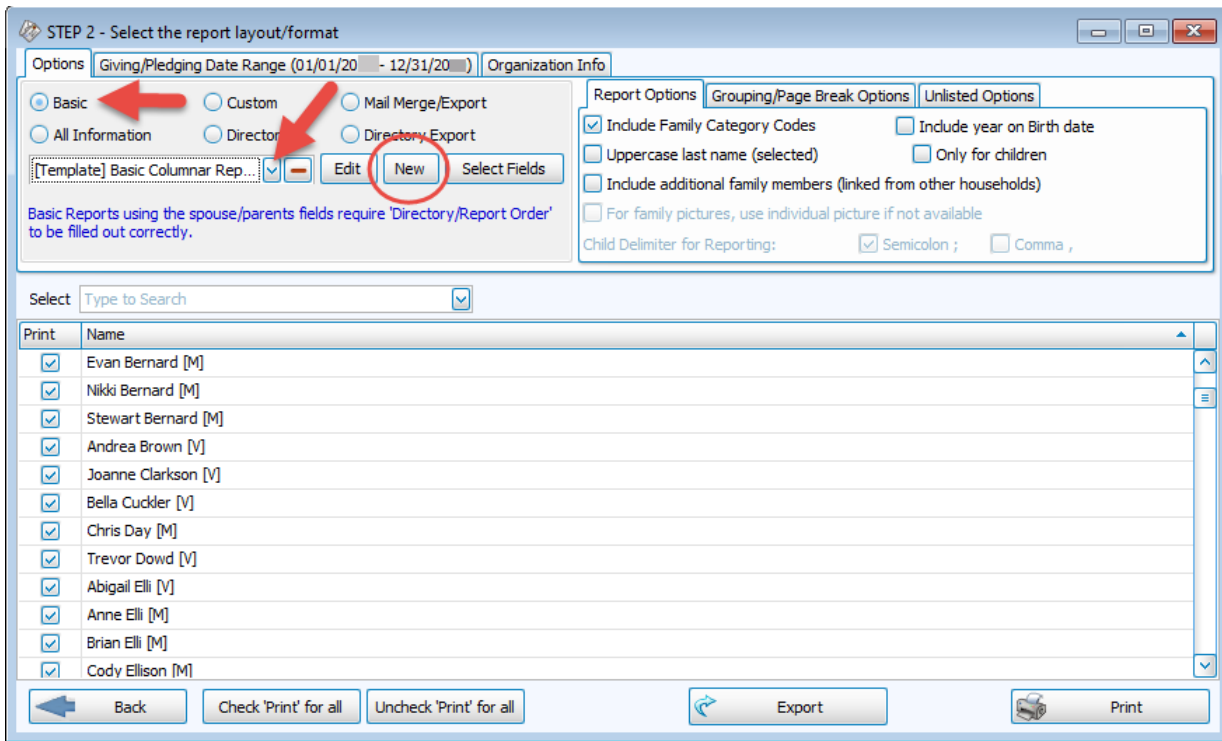 STEP 2 - Select the report layout/format
Options Giving/Pledging Date Range (01/01/20 - 12/31/20 ) Organization Info
Basic Custom Mail Merge/Export
All Information Director Directory Export
[Template] Basic Columnar Rep... Edit New Select Fields
Basic Reports using the spouse/parents fields require 'Directory/Report Order'
to be filled out correctly.
Report Options Grouping/Page Break Options Unlisted Options
Include Family Category Codes Include year on Birth date
Uppercase last name (selected) Only for children
Include additional family members (linked from other households)
For family pictures, use individual picture if not available
Child Delimiter for Reporting: Semicolon ; Comma ,
Select Type to Search
Print Name
Evan Bernard [M]
Nikki Bernard [M]
Stewart Bernard [M]
Andrea Brown [V]
Joanne Clarkson [V]
Bella Cuckler [V]
Chris Day [M]
Trevor Dowd [V]
Abigail Elli [V]
Anne Elli [M]
Brian Elli [M]
Cody Ellison [M]
Back Check 'Print' for all Uncheck 'Print' for all Export Print